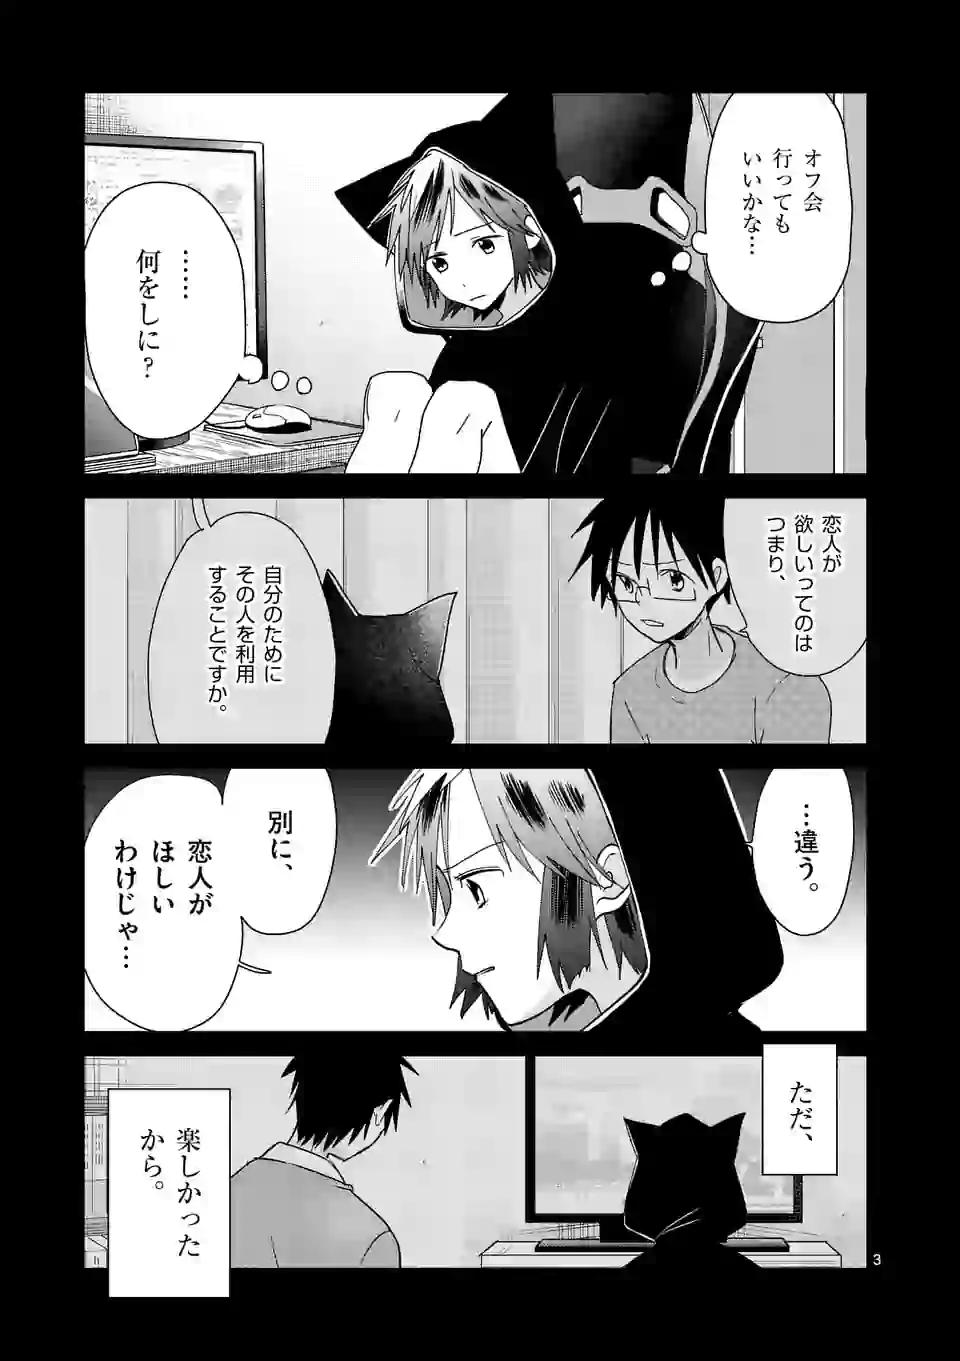 オフ会
行っても
いいかな…
……
何をしに？
恋人が
欲しいってのは
つまり、
自分のために
その人を利用
することですか。
…違う。
別に、
恋人が
ほしい
わけじゃ…
ただ、
楽しかった
から。
3